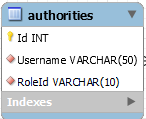 authorities
Id INT
Username VARCHAR(50)
RoleId VARCHAR(10)
Indexes